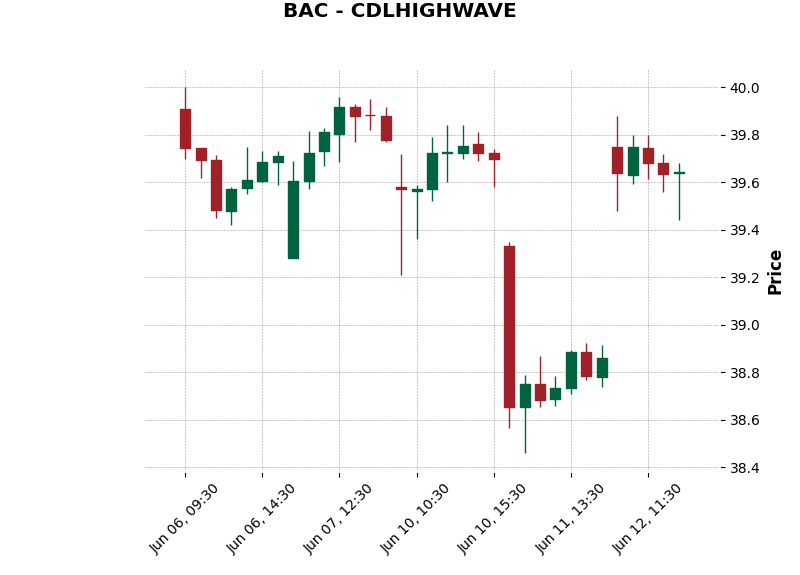 BAC - CDLHIGHWAVE
40.0
39.8
39.6
39.4
39.2
39.0
38.8
38.6
38.4
Price
Jun 06, 09:30
Jun 06, 14:30
Jun 07, 12:30
Jun 10, 10:30
Jun 10, 15:30
Jun 11, 13:30
Jun 12, 11:30